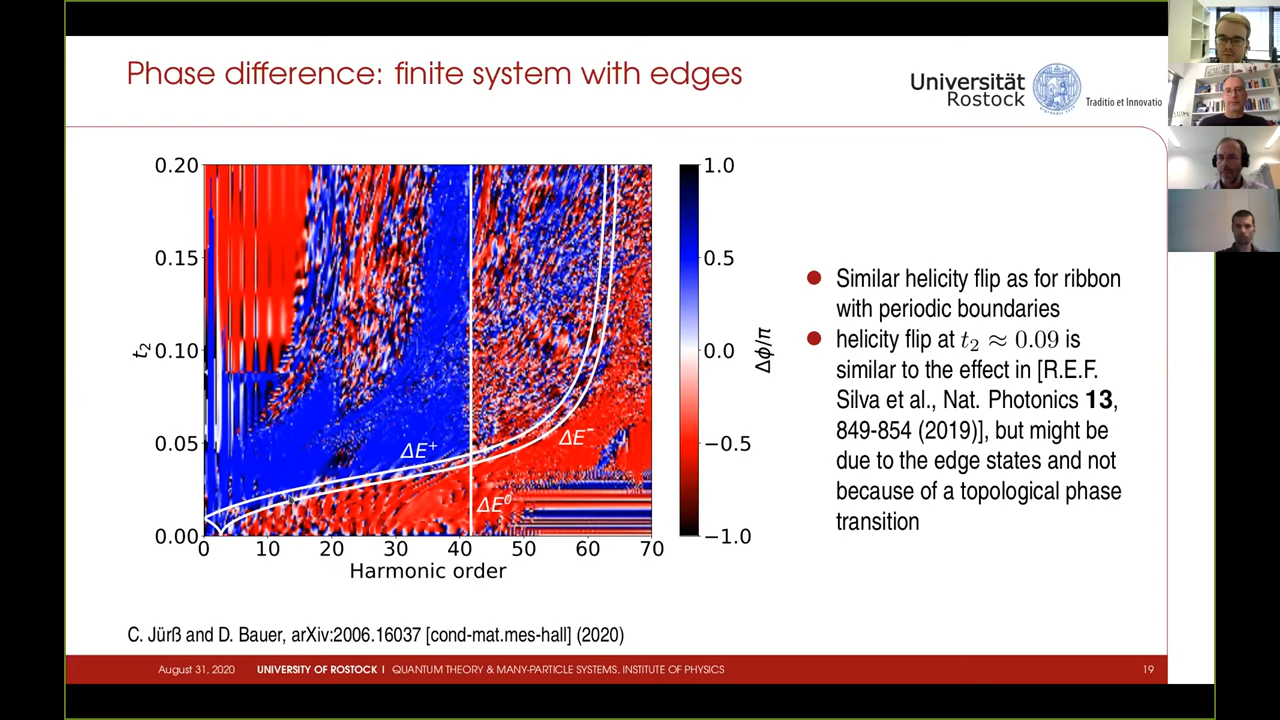 Phase difference: finite system with edges
Universität
Rostock
Traditio et Innovatio
0.20
0.15
0.10
0.05
0.00
t₂
0 10 20 30 40 50 60 70
Harmonic order
ΔE⁺
ΔE⁻
ΔE⁰
1.0
0.5
0.0
−0.5
−1.0
Δϕ/π
Similar helicity flip as for ribbon
with periodic boundaries
helicity flip at t₂ ≈ 0.09 is
similar to the effect in [R.E.F.
Silva et al., Nat. Photonics 13,
849-854 (2019)], but might be
due to the edge states and not
because of a topological phase
transition
C. Jürß and D. Bauer, arXiv:2006.16037 [cond-mat.mes-hall] (2020)
August 31, 2020 UNIVERSITY OF ROSTOCK | QUANTUM THEORY & MANY-PARTICLE SYSTEMS, INSTITUTE OF PHYSICS 19